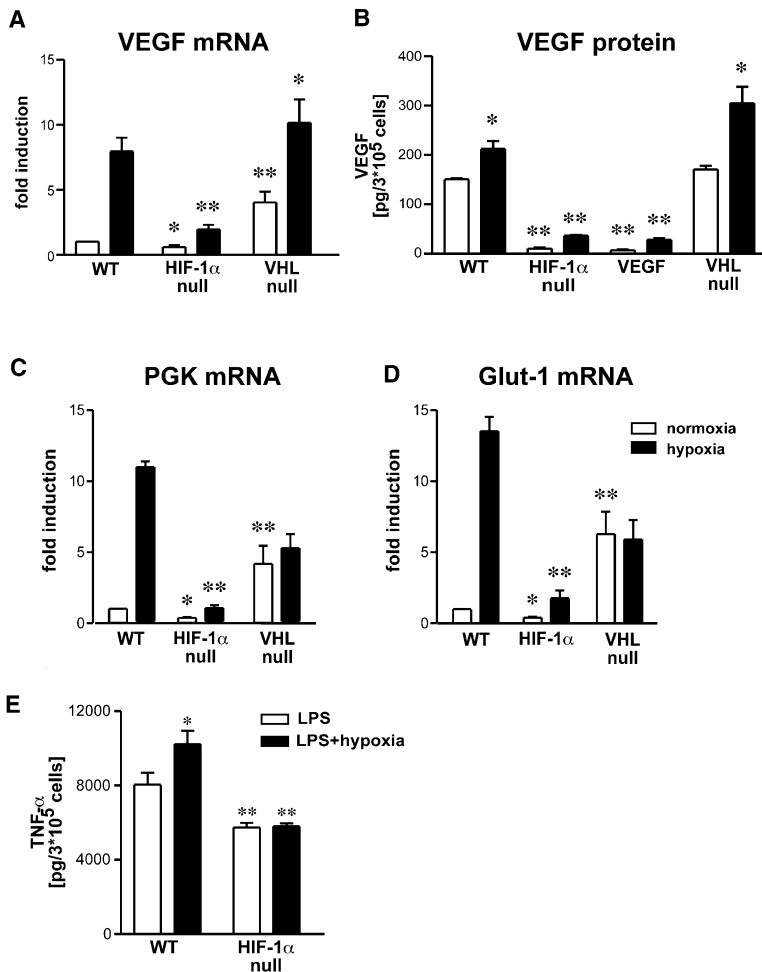 A
VEGF mRNA
fold induction
15
10
5
0
*
**
**
*
WT
HIF-1α
null
VHL
null
B
VEGF protein
VEGF
[pg/3*10⁵ cells]
400
300
200
100
0
*
**
**
**
**
*
WT
HIF-1α
null
VEGF
VHL
null
C
PGK mRNA
fold induction
15
10
5
0
*
**
**
WT
HIF-1α
null
VHL
null
D
Glut-1 mRNA
fold induction
15
10
5
0
*
**
**
normoxia
hypoxia
WT
HIF-1α
VHL
null
E
TNF-α
[pg/3*10⁵ cells]
12000
8000
4000
0
*
**
**
LPS
LPS+hypoxia
WT
HIF-1α
null